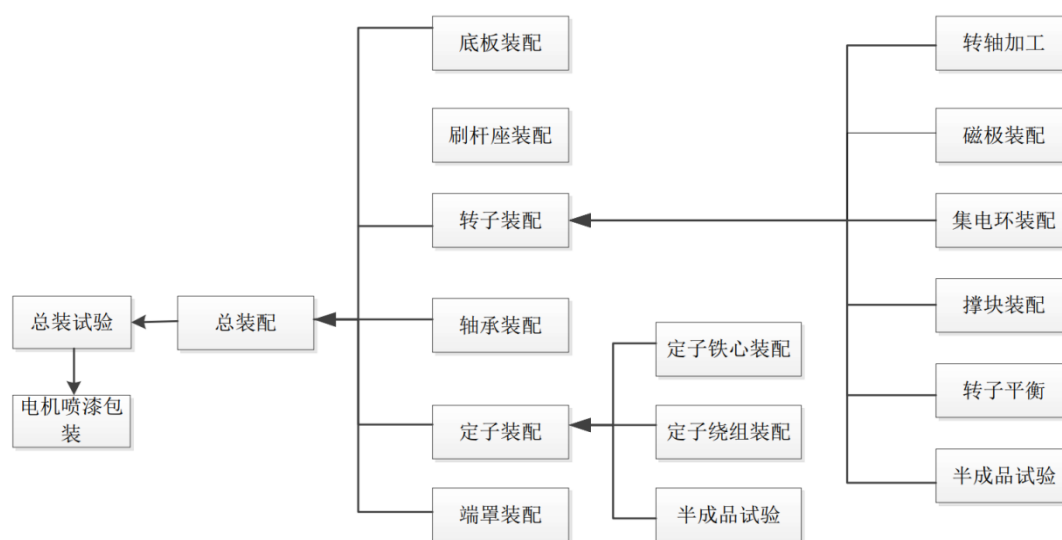 底板装配
转轴加工
刷杆座装配
磁极装配
转子装配
集电环装配
总装试验
总装配
轴承装配
撑块装配
定子铁心装配
电机喷漆包
装
定子装配
定子绕组装配
转子平衡
端罩装配
半成品试验
半成品试验